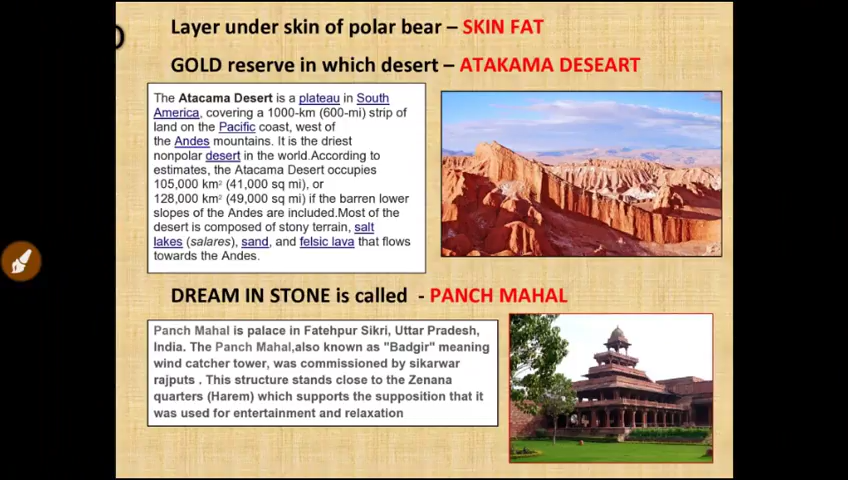 Layer under skin of polar bear – SKIN FAT
GOLD reserve in which desert – ATAKAMA DESEART
The Atacama Desert is a plateau in South
America, covering a 1000-km (600-mi) strip of
land on the Pacific coast, west of
the Andes mountains. It is the driest
nonpolar desert in the world.According to
estimates, the Atacama Desert occupies
105,000 km² (41,000 sq mi), or
128,000 km² (49,000 sq mi) if the barren lower
slopes of the Andes are included.Most of the
desert is composed of stony terrain, salt
lakes (salares), sand, and felsic lava that flows
towards the Andes.
DREAM IN STONE is called - PANCH MAHAL
Panch Mahal is palace in Fatehpur Sikri, Uttar Pradesh,
India. The Panch Mahal,also known as "Badgir" meaning
wind catcher tower, was commissioned by sikarwar
rajputs . This structure stands close to the Zenana
quarters (Harem) which supports the supposition that it
was used for entertainment and relaxation